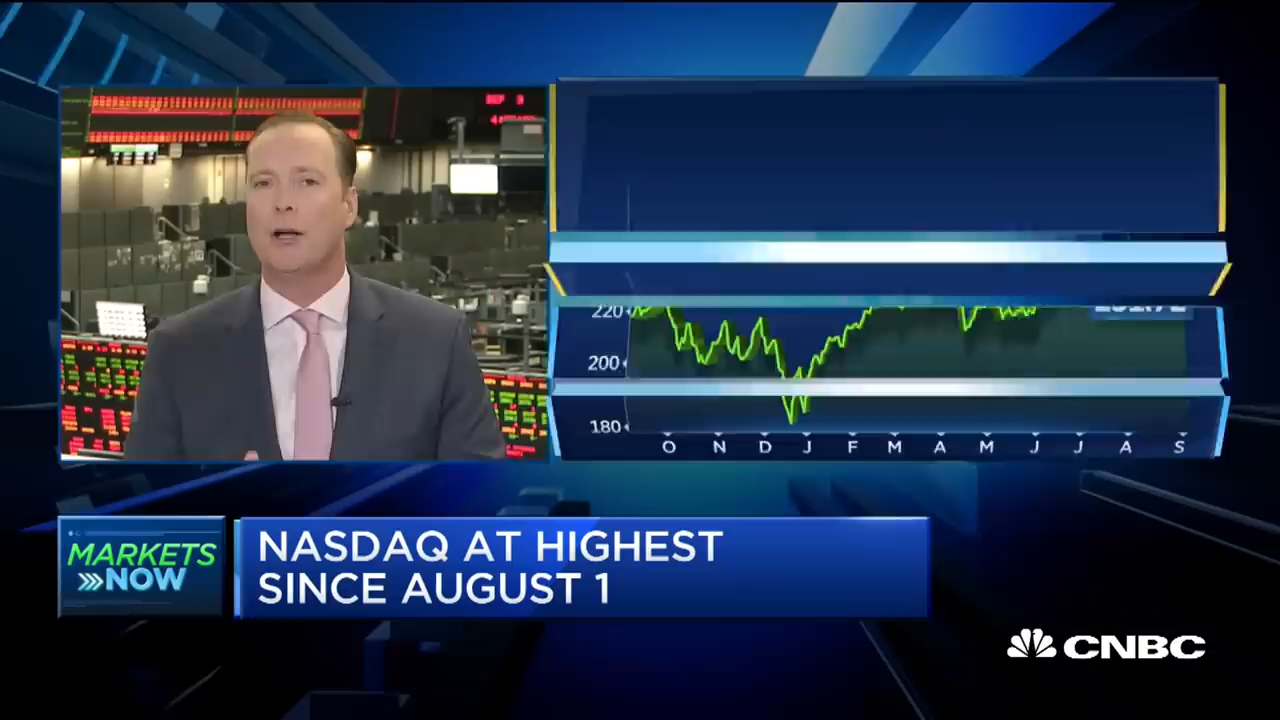 220
200
180
O N D J F M A M J J A S
MARKETS
NOW
NASDAQ AT HIGHEST
SINCE AUGUST 1
CNBC